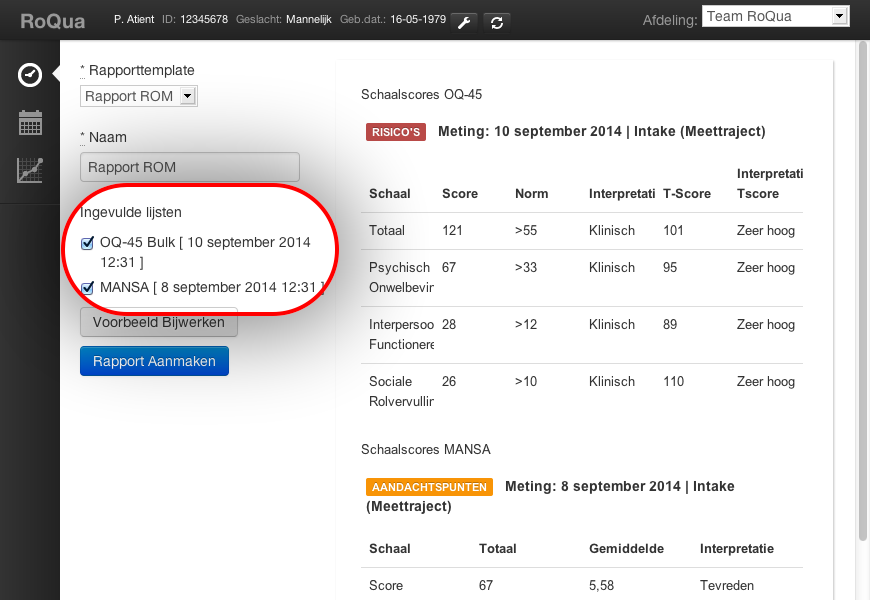 RoQua P. Atient ID: 12345678 Geslacht: Mannelijk Geb.dat.: 16-05-1979 Afdeling: Team RoQua
* Rapporttemplate
Rapport ROM
* Naam
Rapport ROM
Ingevulde lijsten
OQ-45 Bulk [ 10 september 2014
12:31 ]
MANSA [ 8 september 2014 12:31 ]
Voorbeeld Bijwerken
Rapport Aanmaken
Schaalscores OQ-45
RISICO'S Meting: 10 september 2014 | Intake (Meettraject)
Schaal Score Norm Interpretati T-Score Interpretati
Tscore
Totaal 121 >55 Klinisch 101 Zeer hoog
Psychisch 67 >33 Klinisch 95 Zeer hoog
Onwelbevin
Interpersoo 28 >12 Klinisch 89 Zeer hoog
Functionere
Sociale 26 >10 Klinisch 110 Zeer hoog
Rolvervullin
Schaalscores MANSA
AANDACHTSPUNTEN Meting: 8 september 2014 | Intake
(Meettraject)
Schaal Totaal Gemiddelde Interpretatie
Score 67 5,58 Tevreden